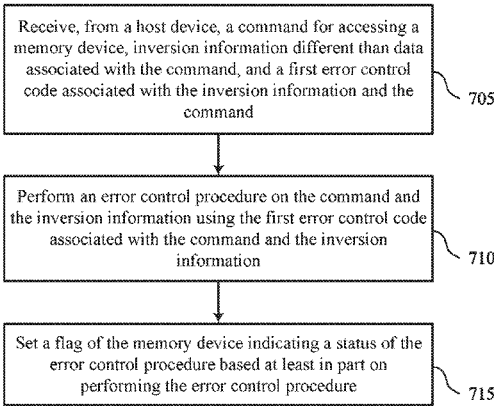 Receive, from a host device, a command for accessing a
memory device, inversion information different than data
associated with the command, and a first error control
code associated with the inversion information and the
command
705
Perform an error control procedure on the command and
the inversion information using the first error control code
associated with the command and the inversion
information
710
Set a flag of the memory device indicating a status of the
error control procedure based at least in part on
performing the error control procedure
715